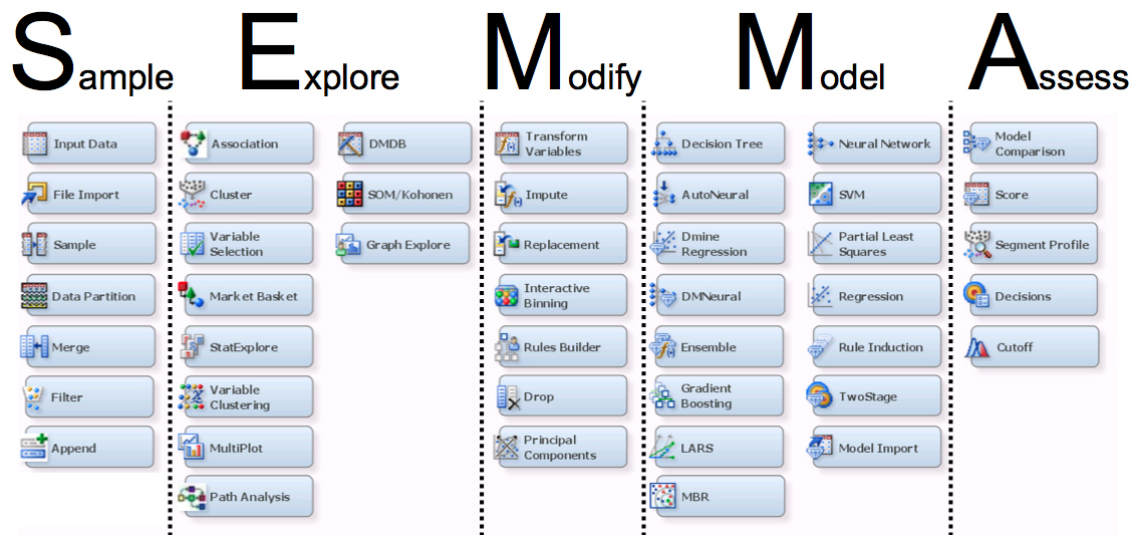 Sample
Explore
Modify
Model
Assess
Input Data
File Import
Sample
Data Partition
Merge
Filter
Append
Association
Cluster
Variable
Selection
Market Basket
StatExplore
Variable
Clustering
MultiPlot
Path Analysis
DMDB
SOM/Kohonen
Graph Explore
Transform
Variables
Impute
Replacement
Interactive
Binning
Rules Builder
Drop
Principal
Components
Decision Tree
AutoNeural
Dmine
Regression
DMNeural
Ensemble
Gradient
Boosting
LARS
MBR
Neural Network
SVM
Partial Least
Squares
Regression
Rule Induction
TwoStage
Model Import
Model
Comparison
Score
Segment Profile
Decisions
Cutoff